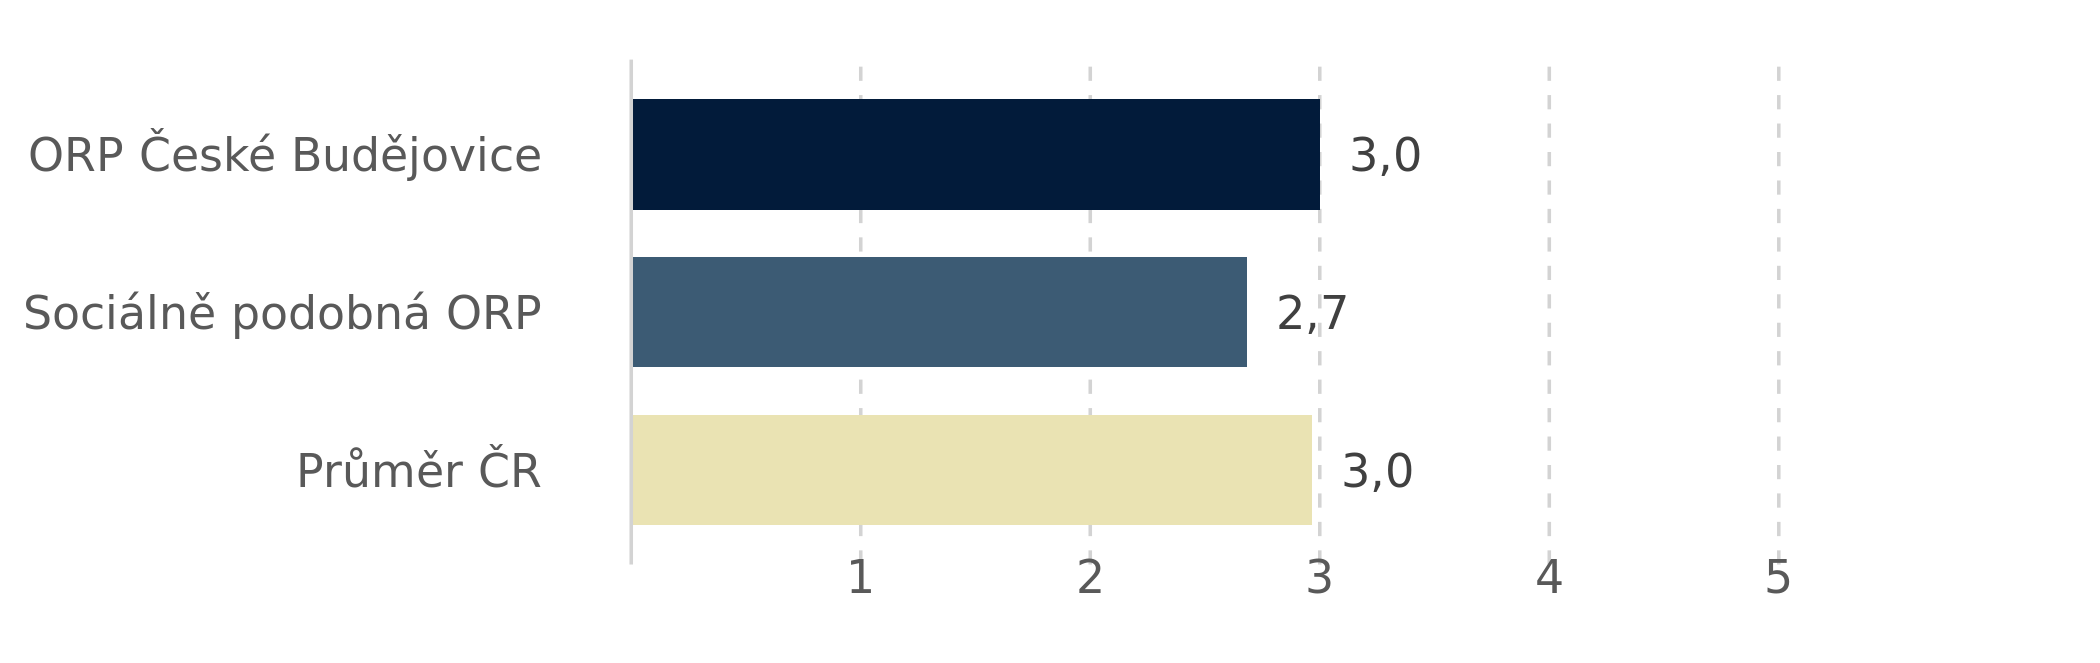 ORP České Budějovice 3,0
Sociálně podobná ORP 2,7
Průměr ČR 3,0
1 2 3 4 5